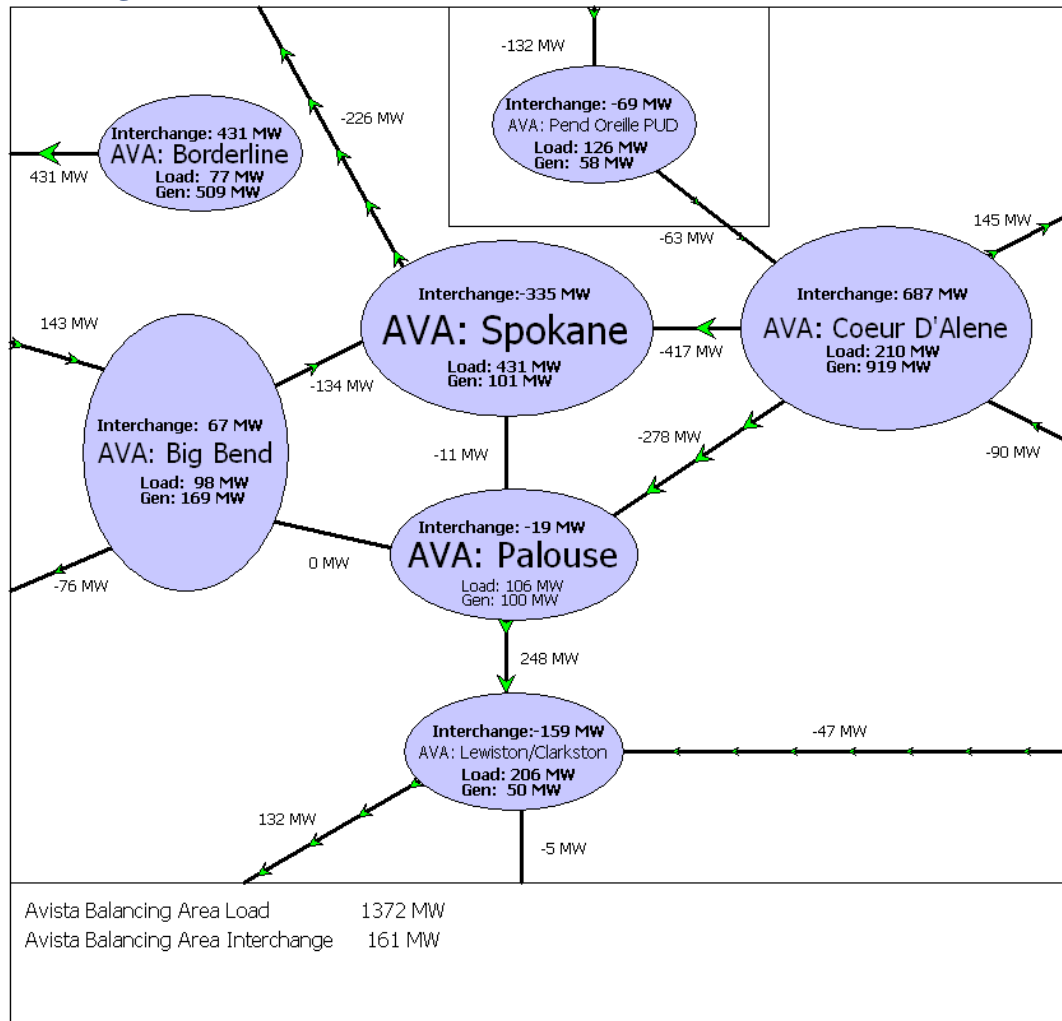 -132 MW
Interchange: -69 MW
AVA: Pend Oreille PUD
Load: 126 MW
Gen: 58 MW
-226 MW
Interchange: 431 MW
AVA: Borderline
Load: 77 MW
Gen: 509 MW
431 MW
-63 MW
145 MW
Interchange:-335 MW
AVA: Spokane
Load: 431 MW
Gen: 101 MW
Interchange: 687 MW
AVA: Coeur D'Alene
Load: 210 MW
Gen: 919 MW
143 MW
-417 MW
-134 MW
Interchange: 67 MW
AVA: Big Bend
Load: 98 MW
Gen: 169 MW
-11 MW
-278 MW
-90 MW
Interchange: -19 MW
AVA: Palouse
Load: 106 MW
Gen: 100 MW
0 MW
-76 MW
248 MW
Interchange:-159 MW
AVA: Lewiston/Clarkston
Load: 206 MW
Gen: 50 MW
-47 MW
132 MW
-5 MW
Avista Balancing Area Load 1372 MW
Avista Balancing Area Interchange 161 MW